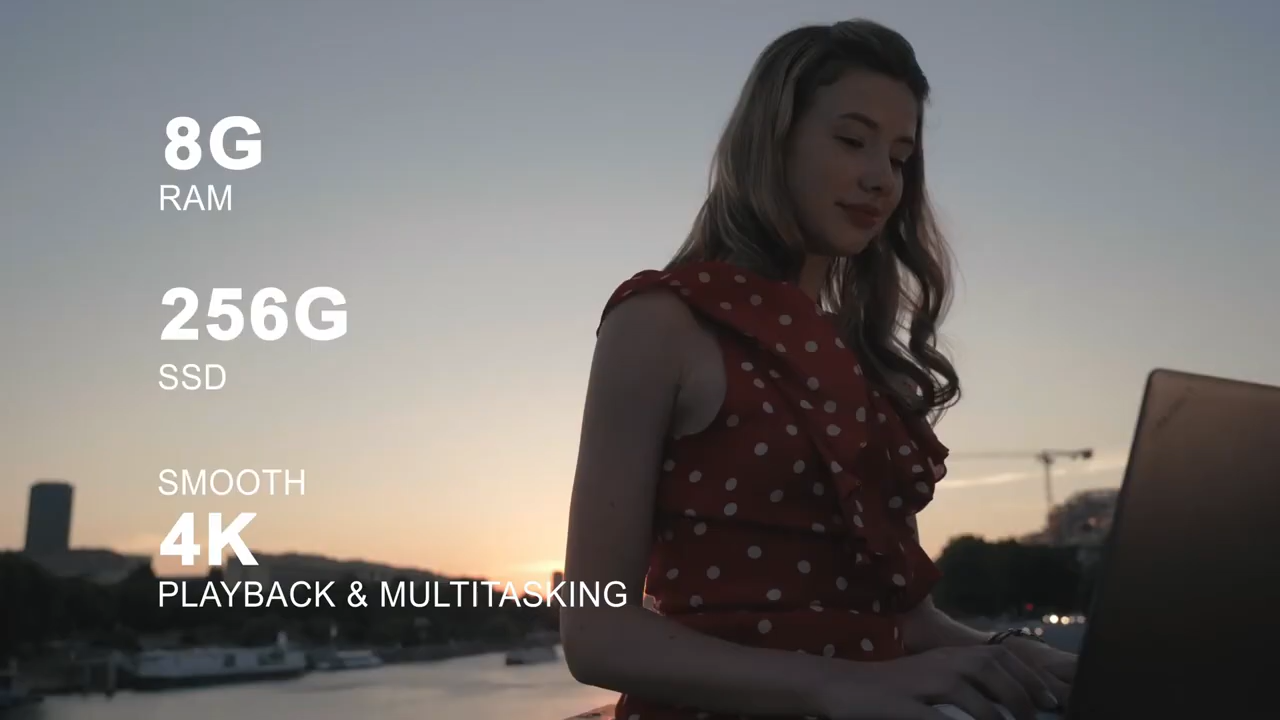 8G
RAM
256G
SSD
SMOOTH
4K
PLAYBACK & MULTITASKING